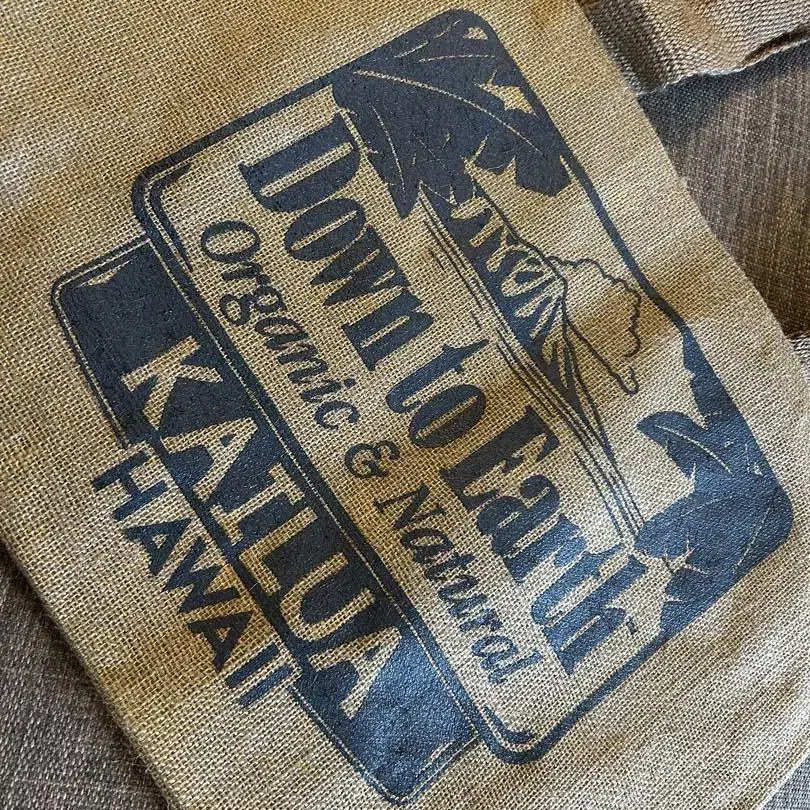 Down to Earth
Organic & Natural
KAILUA
HAWAII